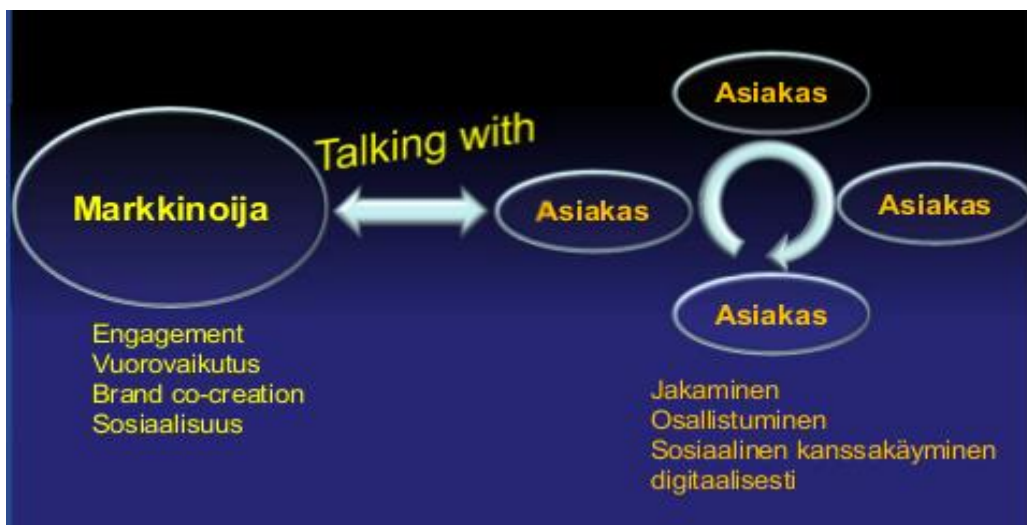 Talking with
Markkinoija
Asiakas
Asiakas
Asiakas
Asiakas
Engagement
Vuorovaikutus
Brand co-creation
Sosiaalisuus
Jakaminen
Osallistuminen
Sosiaalinen kanssakäyminen
digitaalisesti